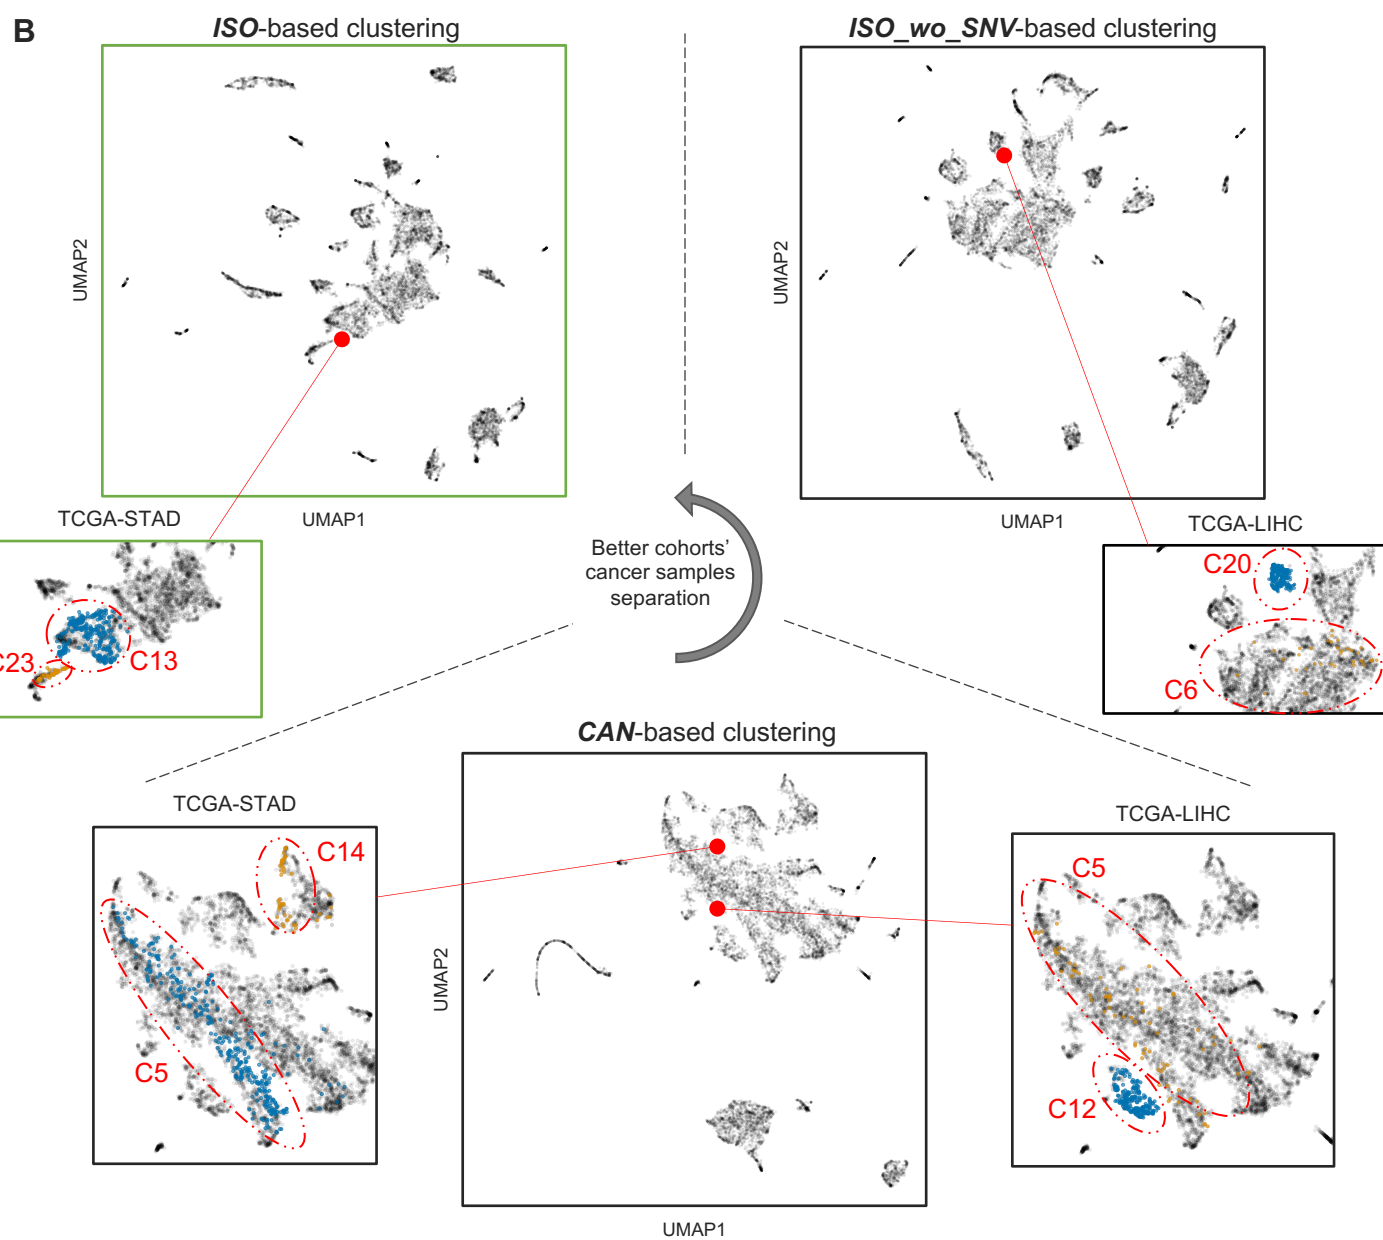 B
ISO-based clustering
ISO_wo_SNV-based clustering
UMAP2
UMAP2
UMAP1
UMAP1
TCGA-STAD
TCGA-LIHC
C23
C13
Better cohorts'
cancer samples
separation
C20
C6
CAN-based clustering
TCGA-STAD
TCGA-LIHC
C14
C5
UMAP2
C5
C12
UMAP1